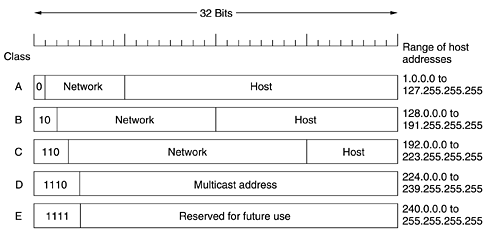 32 Bits
Class
Range of host
addresses
A 0 Network Host 1.0.0.0 to
127.255.255.255
B 10 Network Host 128.0.0.0 to
191.255.255.255
C 110 Network Host 192.0.0.0 to
223.255.255.255
D 1110 Multicast address 224.0.0.0 to
239.255.255.255
E 1111 Reserved for future use 240.0.0.0 to
255.255.255.255